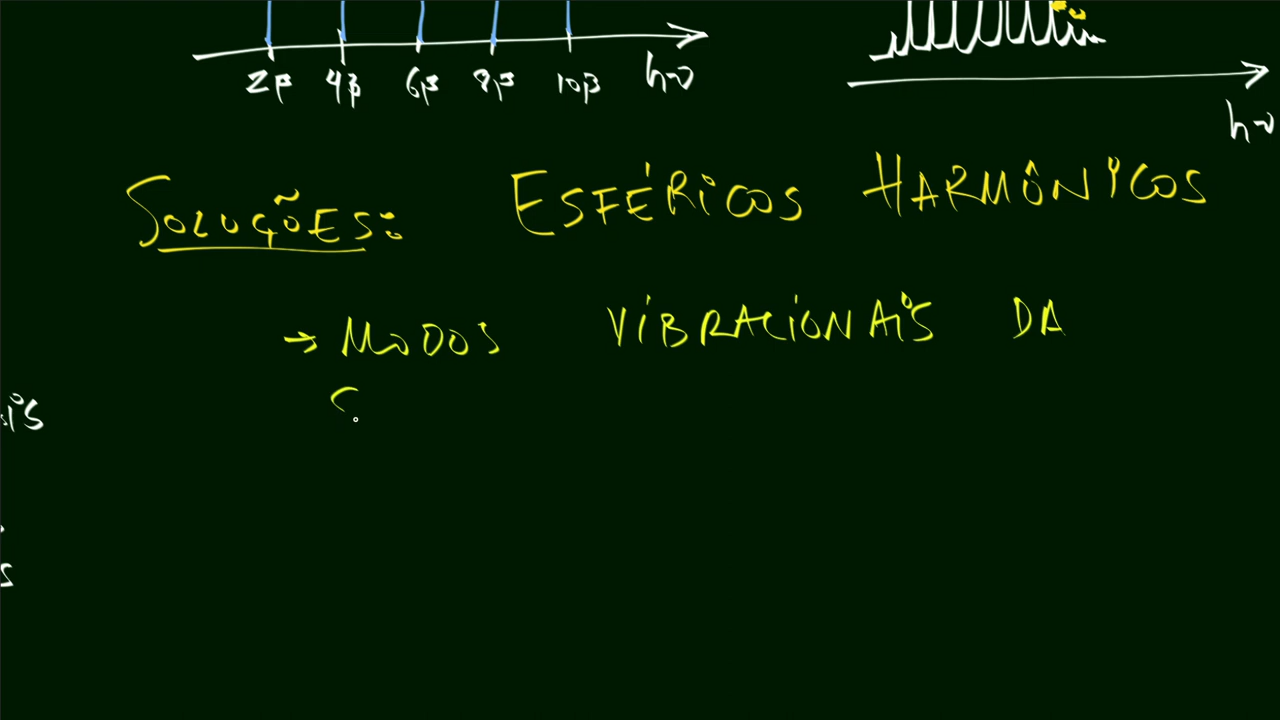 2β 4β 6β 8β 10β hν
hν
SOLUÇÕES: ESFÉRICOS HARMÔNICOS
→ MODOS VIBRACIONAIS DA